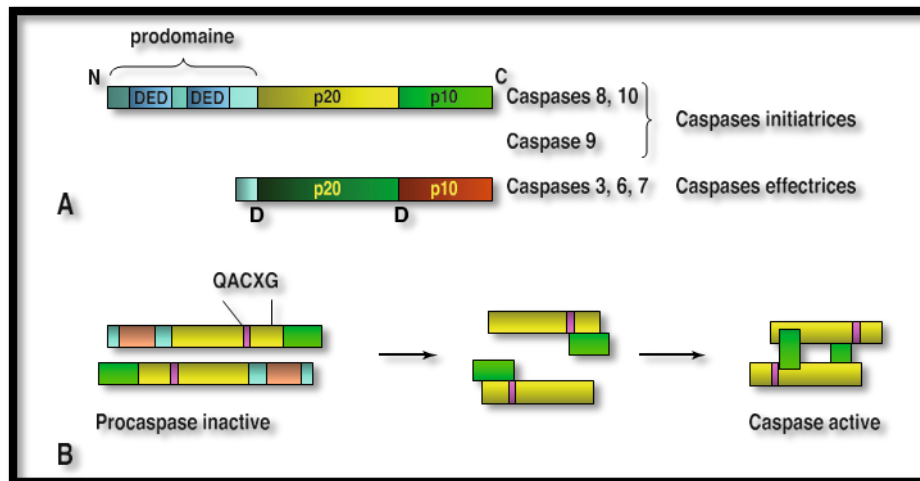 prodomaine
N
C
DED DED p20 p10
Caspases 8, 10
Caspases initiatrices
Caspase 9
p20 p10
Caspases 3, 6, 7 Caspases effectrices
A
D D
QACXG
Procaspase inactive
Caspase active
B